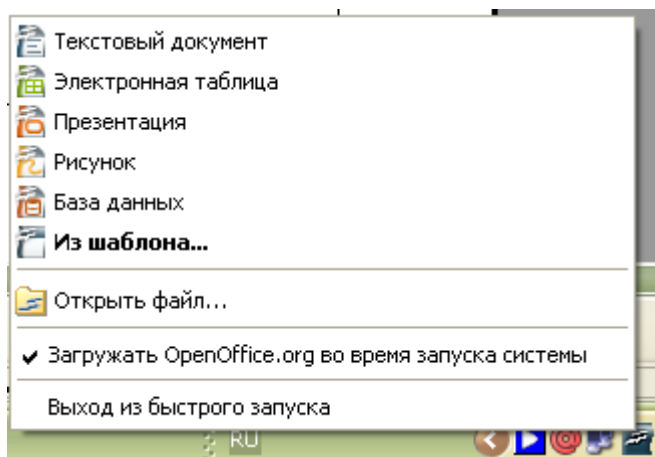 Текстовый документ
Электронная таблица
Презентация
Рисунок
База данных
Из шаблона...
Открыть файл...
Загружать OpenOffice.org во время запуска системы
Выход из быстрого запуска
RU